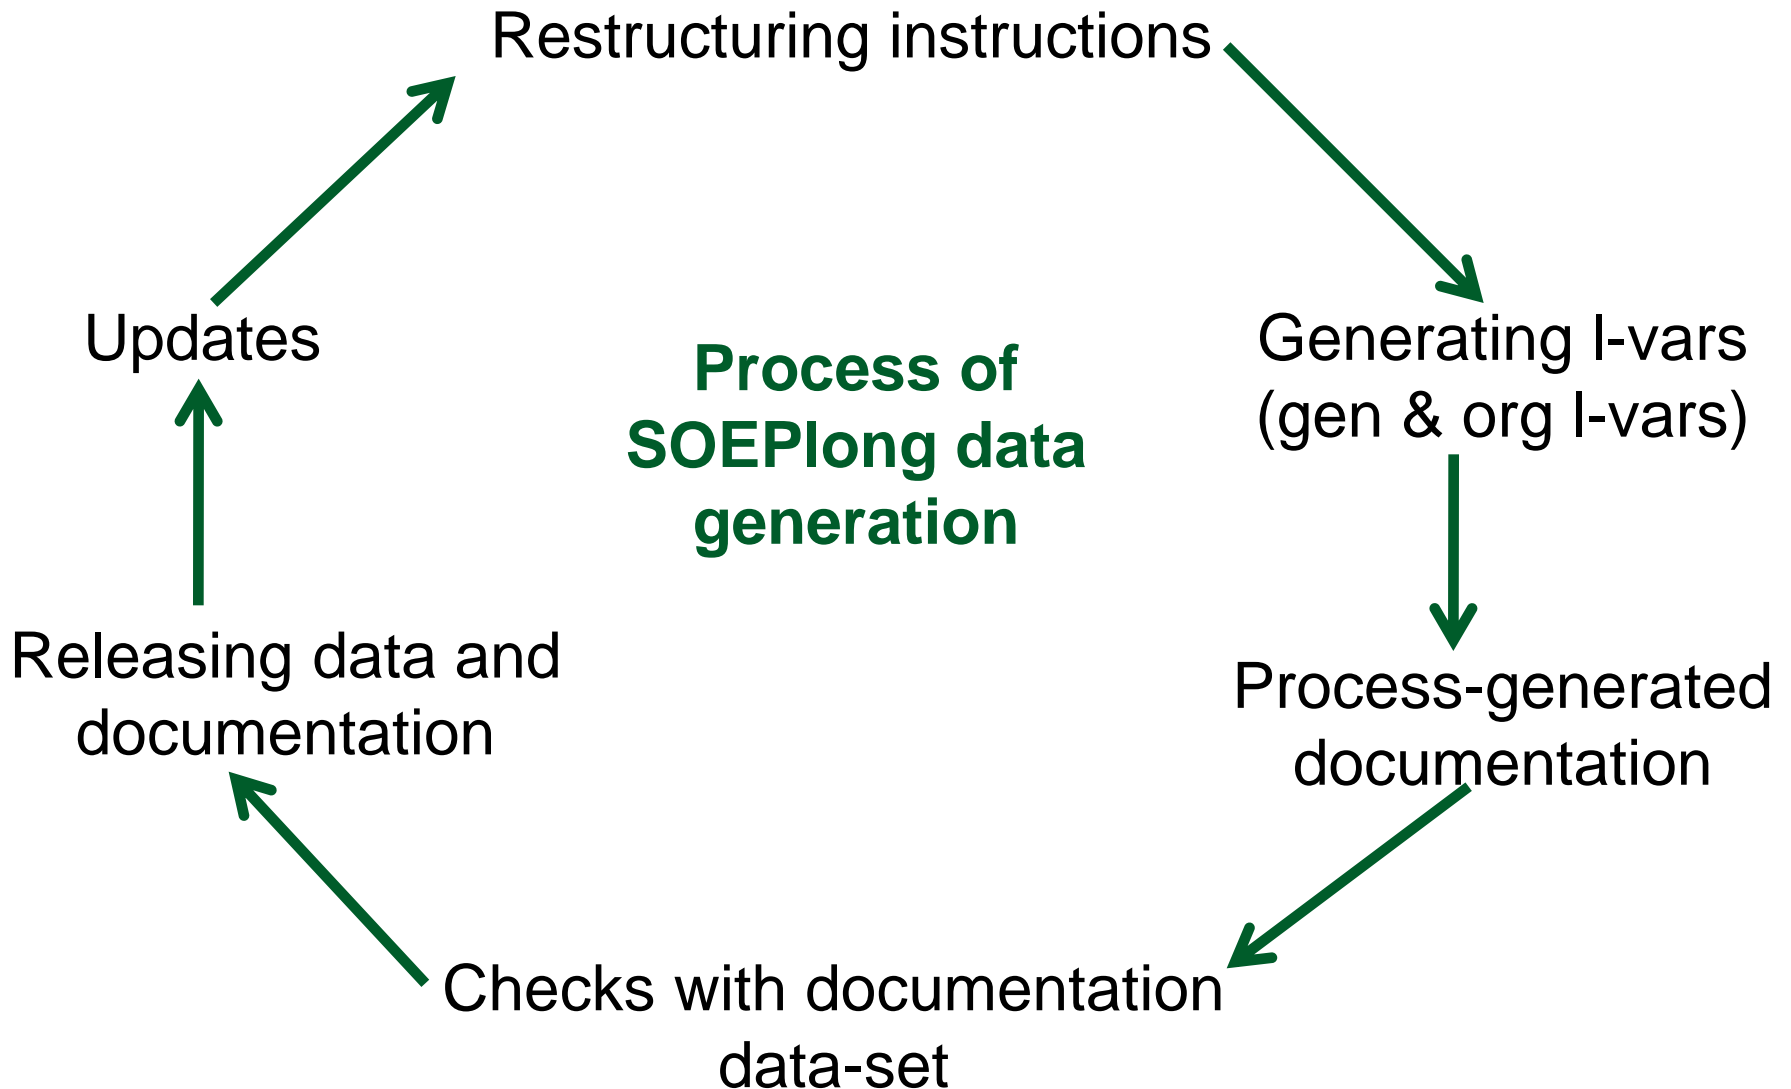 Restructuring instructions
Generating l-vars
(gen & org l-vars)
Process-generated
documentation
Checks with documentation
data-set
Releasing data and
documentation
Updates
Process of
SOEPlong data
generation